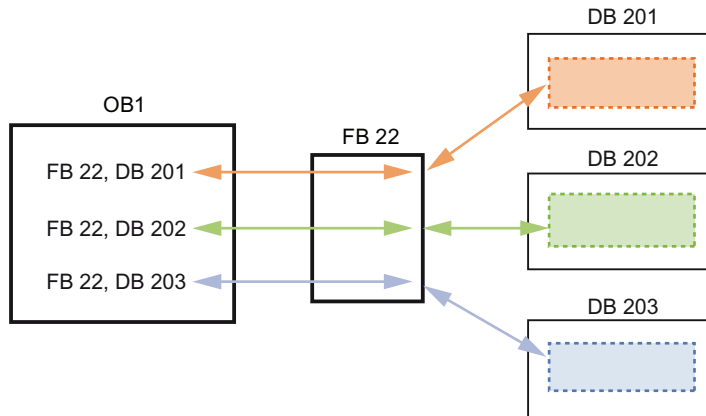 OB1
FB 22, DB 201
FB 22, DB 202
FB 22, DB 203
FB 22
DB 201
DB 202
DB 203